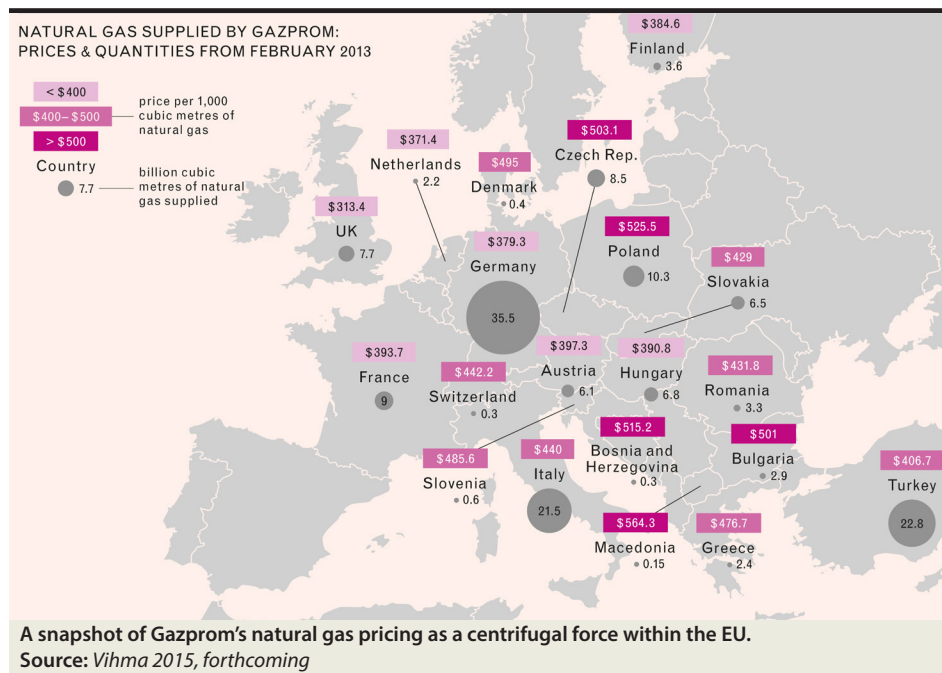 NATURAL GAS SUPPLIED BY GAZPROM:
PRICES & QUANTITIES FROM FEBRUARY 2013
< $400
$400– $500
> $500
price per 1,000
cubic metres of
natural gas
Country
7.7
billion cubic
metres of natural
gas supplied
$384.6
Finland
3.6
$371.4
Netherlands
2.2
$495
Denmark
0.4
$503.1
Czech Rep.
8.5
$313.4
UK
7.7
$379.3
Germany
35.5
$525.5
Poland
10.3
$429
Slovakia
6.5
$393.7
France
9
$442.2
Switzerland
0.3
$397.3
Austria
6.1
$390.8
Hungary
6.8
$431.8
Romania
3.3
$485.6
Slovenia
0.6
$440
Italy
21.5
$515.2
Bosnia and
Herzegovina
0.3
$501
Bulgaria
2.9
$406.7
Turkey
22.8
$564.3
Macedonia
0.15
$476.7
Greece
2.4
A snapshot of Gazprom’s natural gas pricing as a centrifugal force within the EU.
Source: Vihma 2015, forthcoming